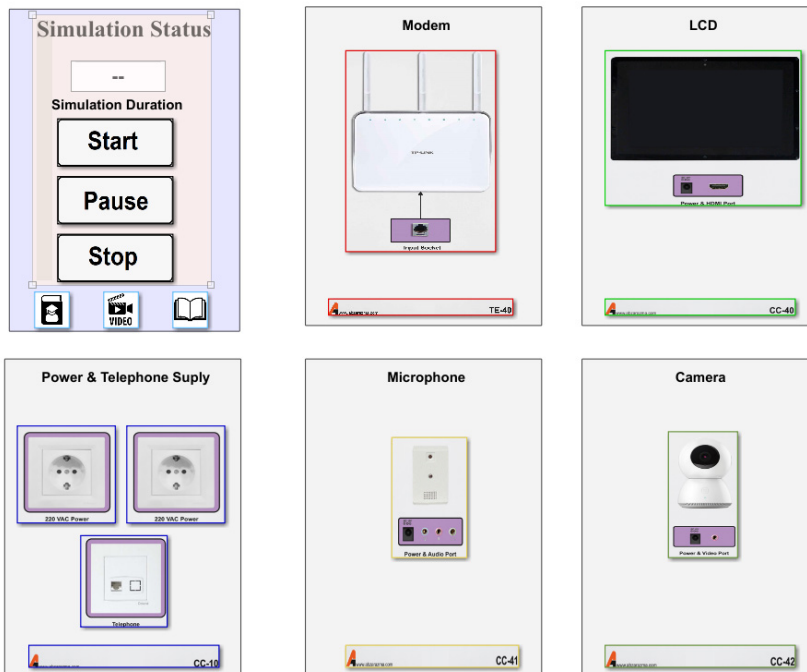 Simulation Status
--
Simulation Duration
Start
Pause
Stop
VIDEO
Modem
TP-LINK
Input Socket
TE-40
LCD
Power & HDMI Port
CC-40
Power & Telephone Suply
220 VAC Power
220 VAC Power
Telephone
CC-10
Microphone
Power & Audio Port
CC-41
Camera
Power & Video Port
CC-42